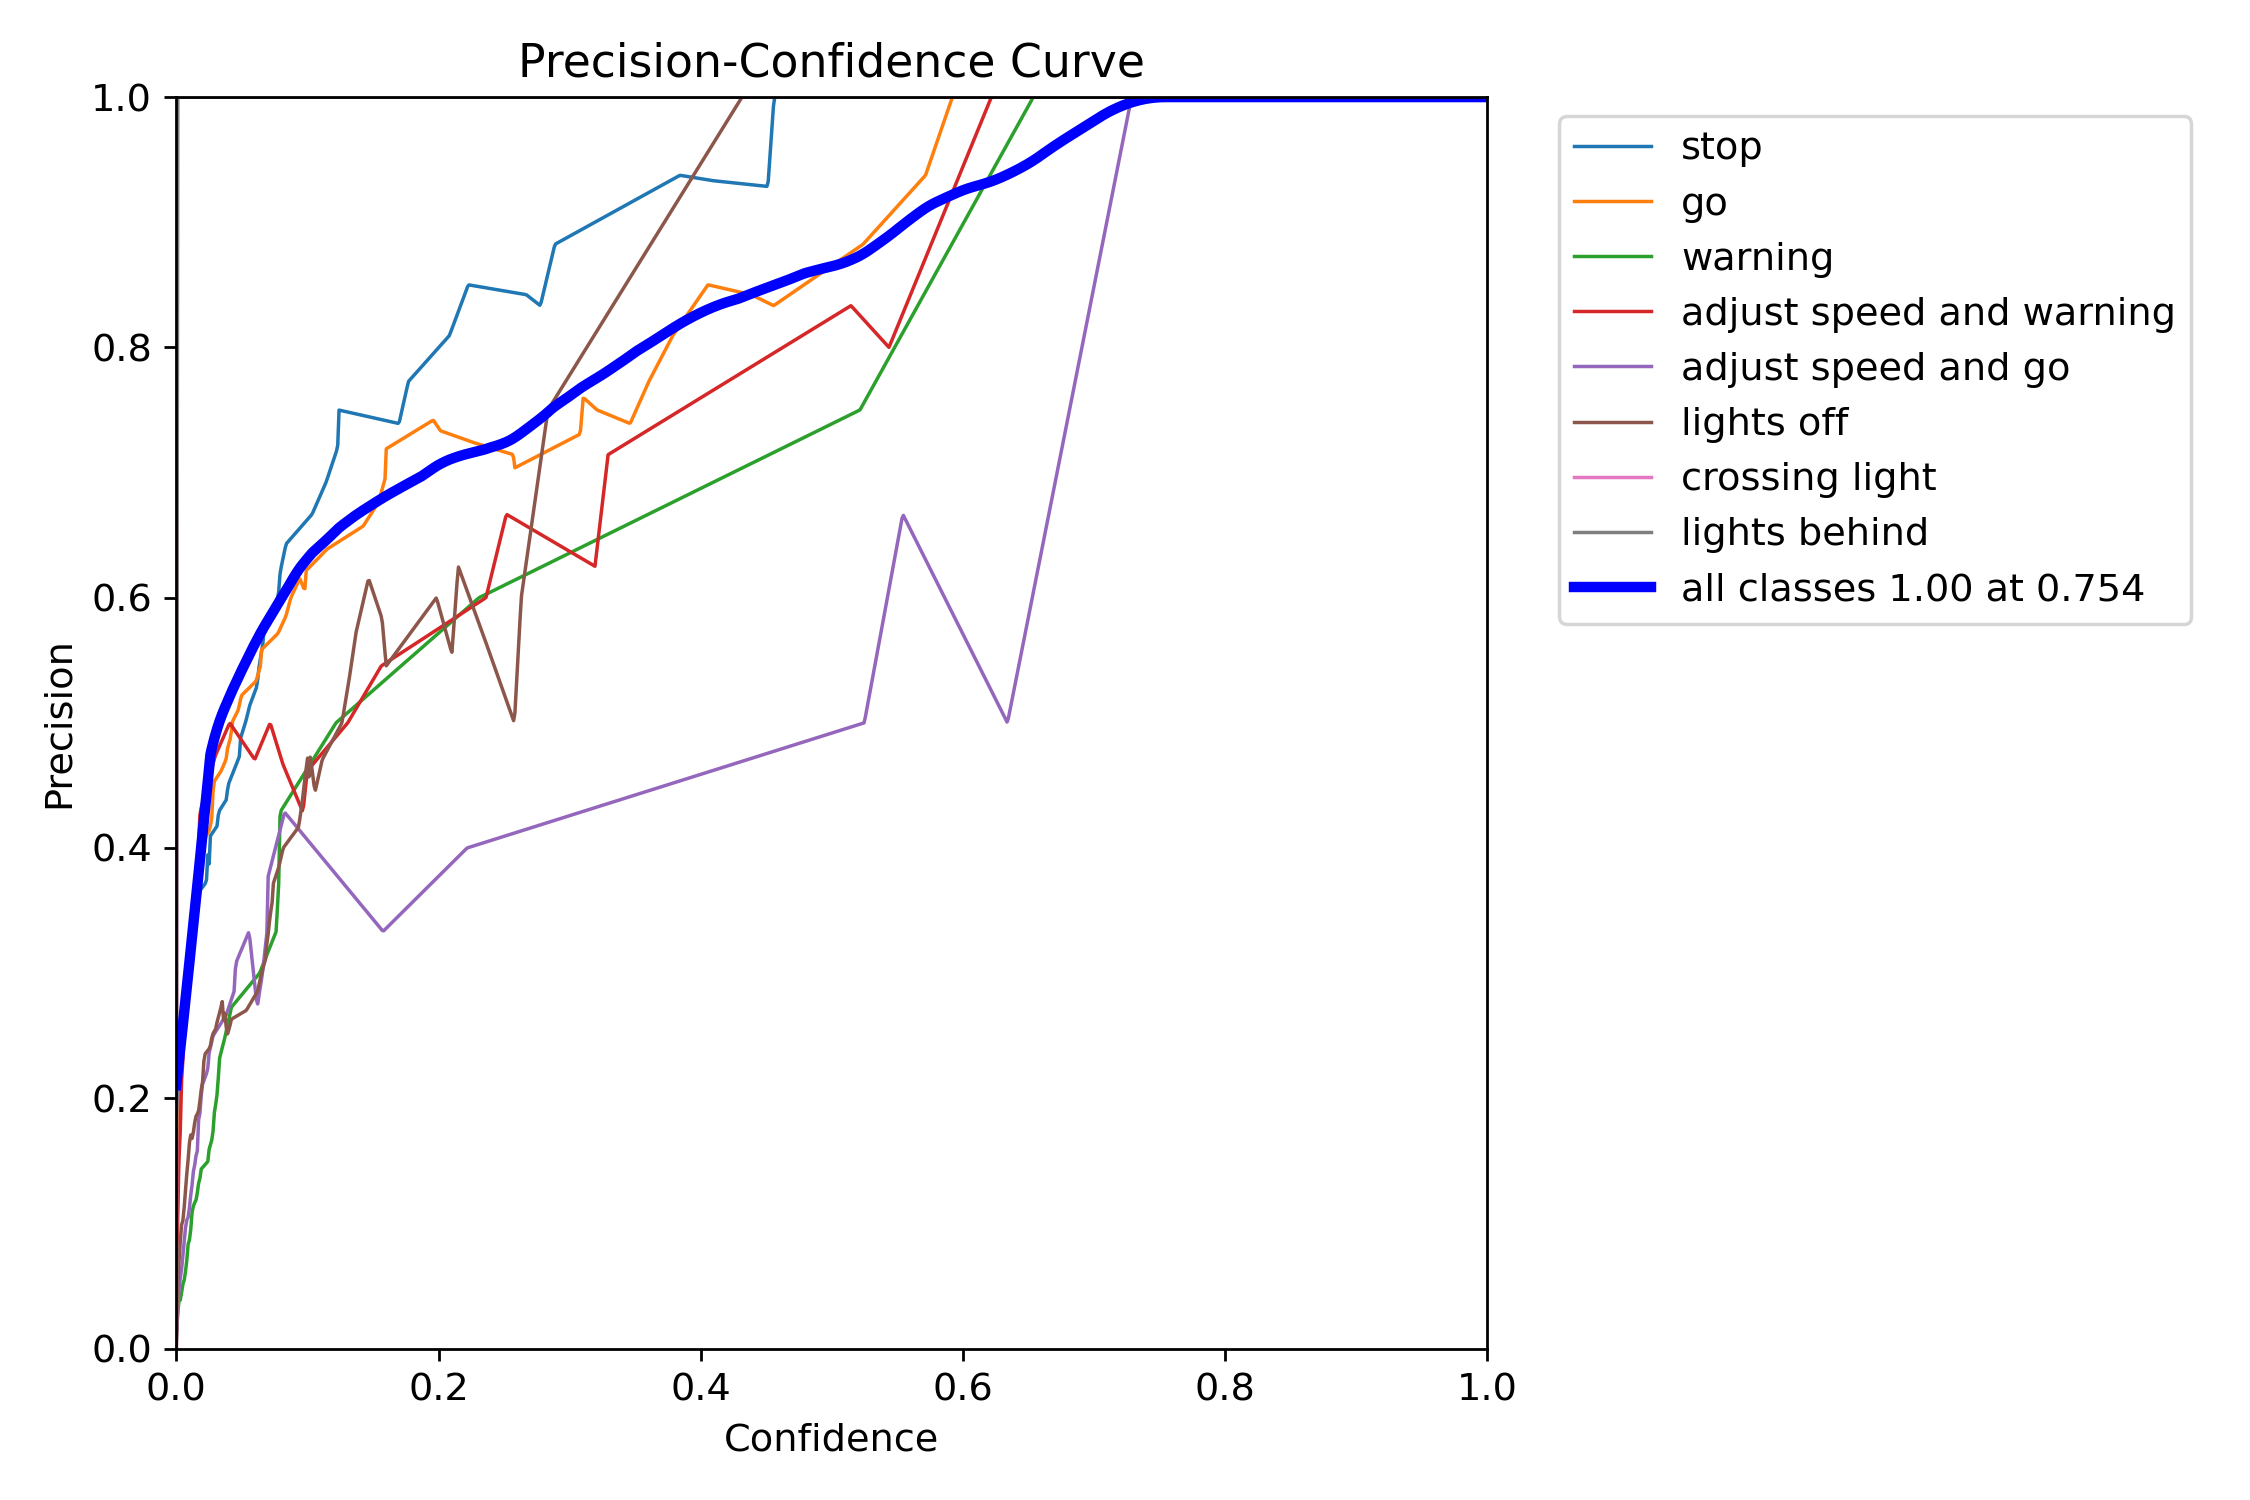 Precision-Confidence Curve
1.0
0.8
0.6
0.4
0.2
0.0
Precision
0.0 0.2 0.4 0.6 0.8 1.0
Confidence
stop
go
warning
adjust speed and warning
adjust speed and go
lights off
crossing light
lights behind
all classes 1.00 at 0.754